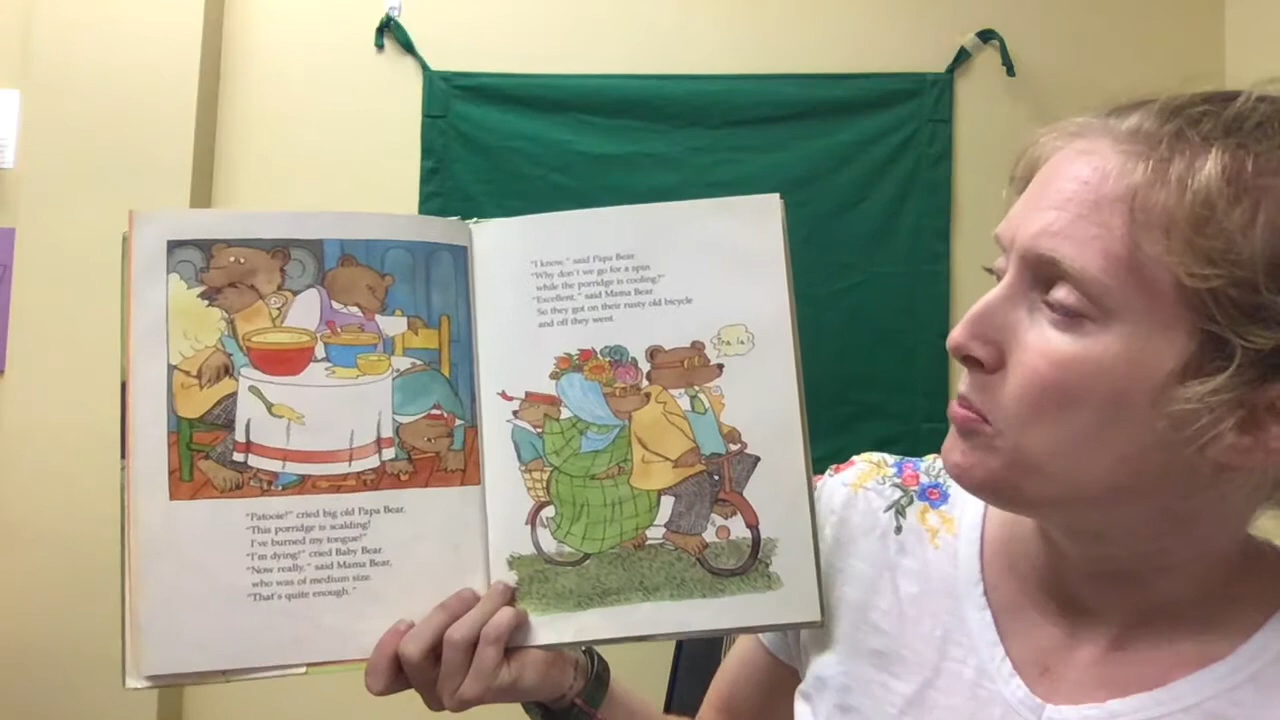 "Patooie!" cried big old Papa Bear.
"This porridge is scalding!
I've burned my tongue!"
"I'm dying!" cried Baby Bear.
"Now really," said Mama Bear,
who was of medium size.
"That's quite enough."
"I know," said Papa Bear.
"Why don't we go for a spin
while the porridge is cooling?"
"Excellent," said Mama Bear.
So they got on their rusty old bicycle
and off they went.
Tra la!